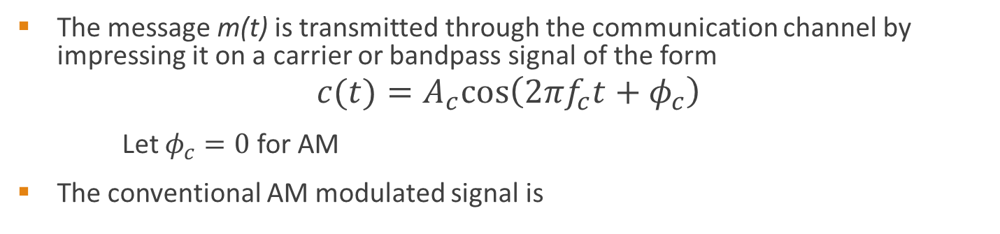 ▪ The message m(t) is transmitted through the communication channel by
impressing it on a carrier or bandpass signal of the form
c(t) = A_c cos(2πf_c t + ϕ_c)
Let ϕ_c = 0 for AM
▪ The conventional AM modulated signal is